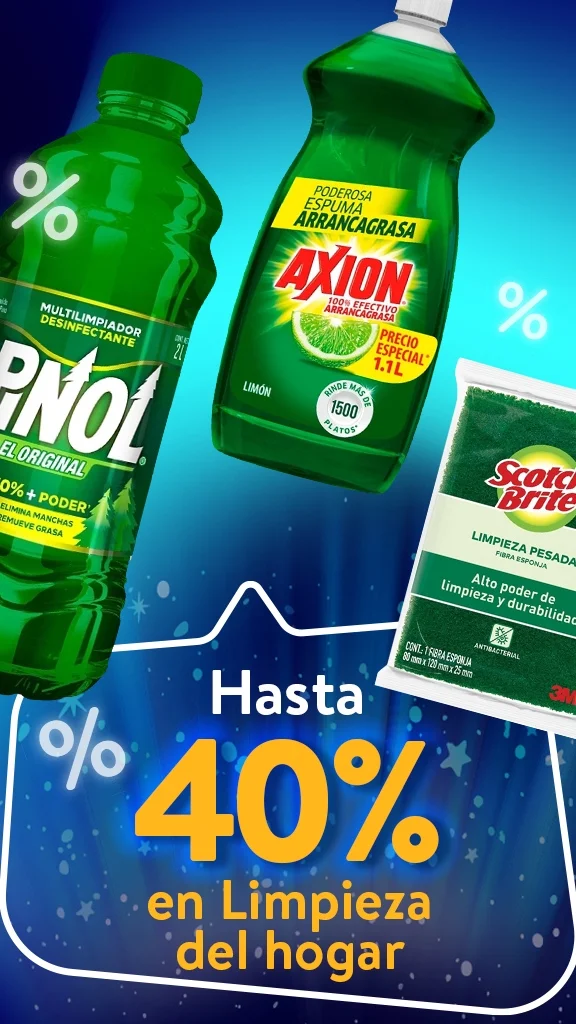 %
PODEROSA
ESPUMA
ARRANCAGRASA
AXION
100% EFECTIVO
ARRANCAGRASA
PRECIO
ESPECIAL*
1.1L
LIMÓN
RINDE MÁS DE
1500
PLATOS*
%
MULTILIMPIADOR
DESINFECTANTE
2L
PINOL
EL ORIGINAL
0% + PODER
ELIMINA MANCHAS
REMUEVE GRASA
Scotch
Brite
LIMPIEZA PESADA
FIBRA ESPONJA
Alto poder de
limpieza y durabilidad
ANTIBACTERIAL
CONT.- 1 FIBRA ESPONJA
80 mm x 120 mm x 25 mm
3M
%
Hasta
40%
en Limpieza
del hogar